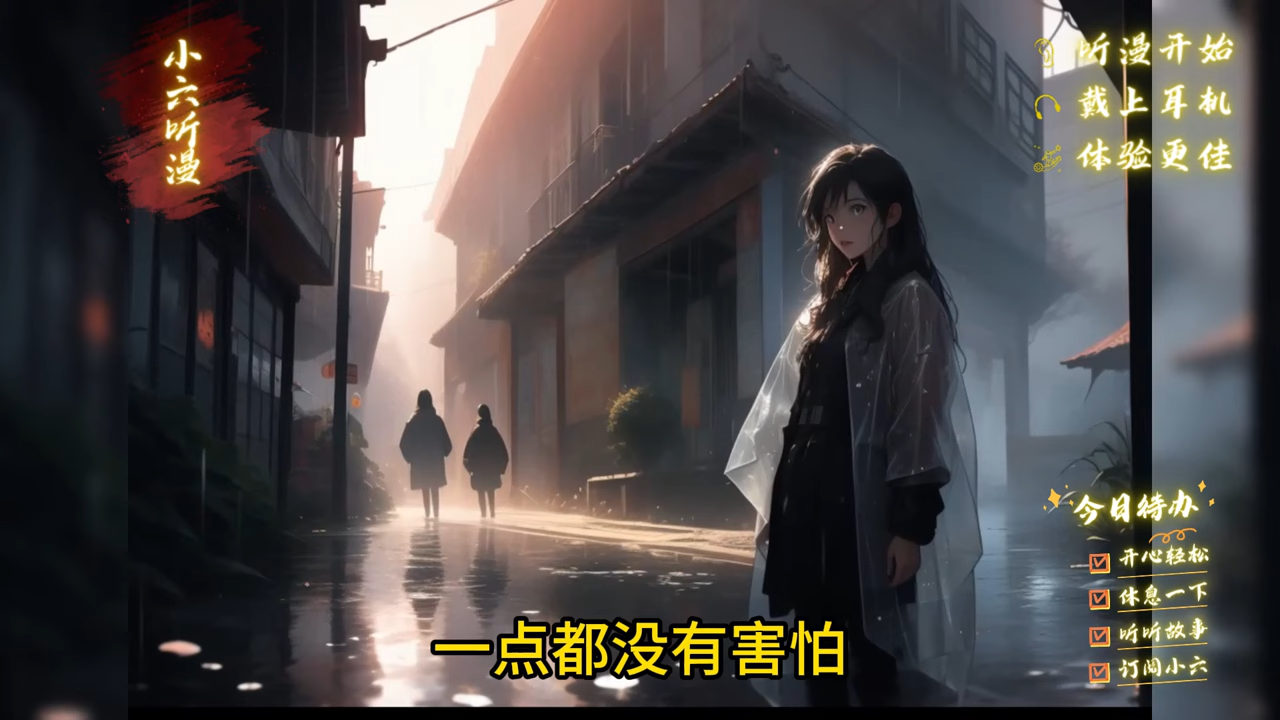 小六听漫
听漫开始
戴上耳机
体验更佳
今日待办
开心轻松
休息一下
听听故事
订阅小六
一点都没有害怕